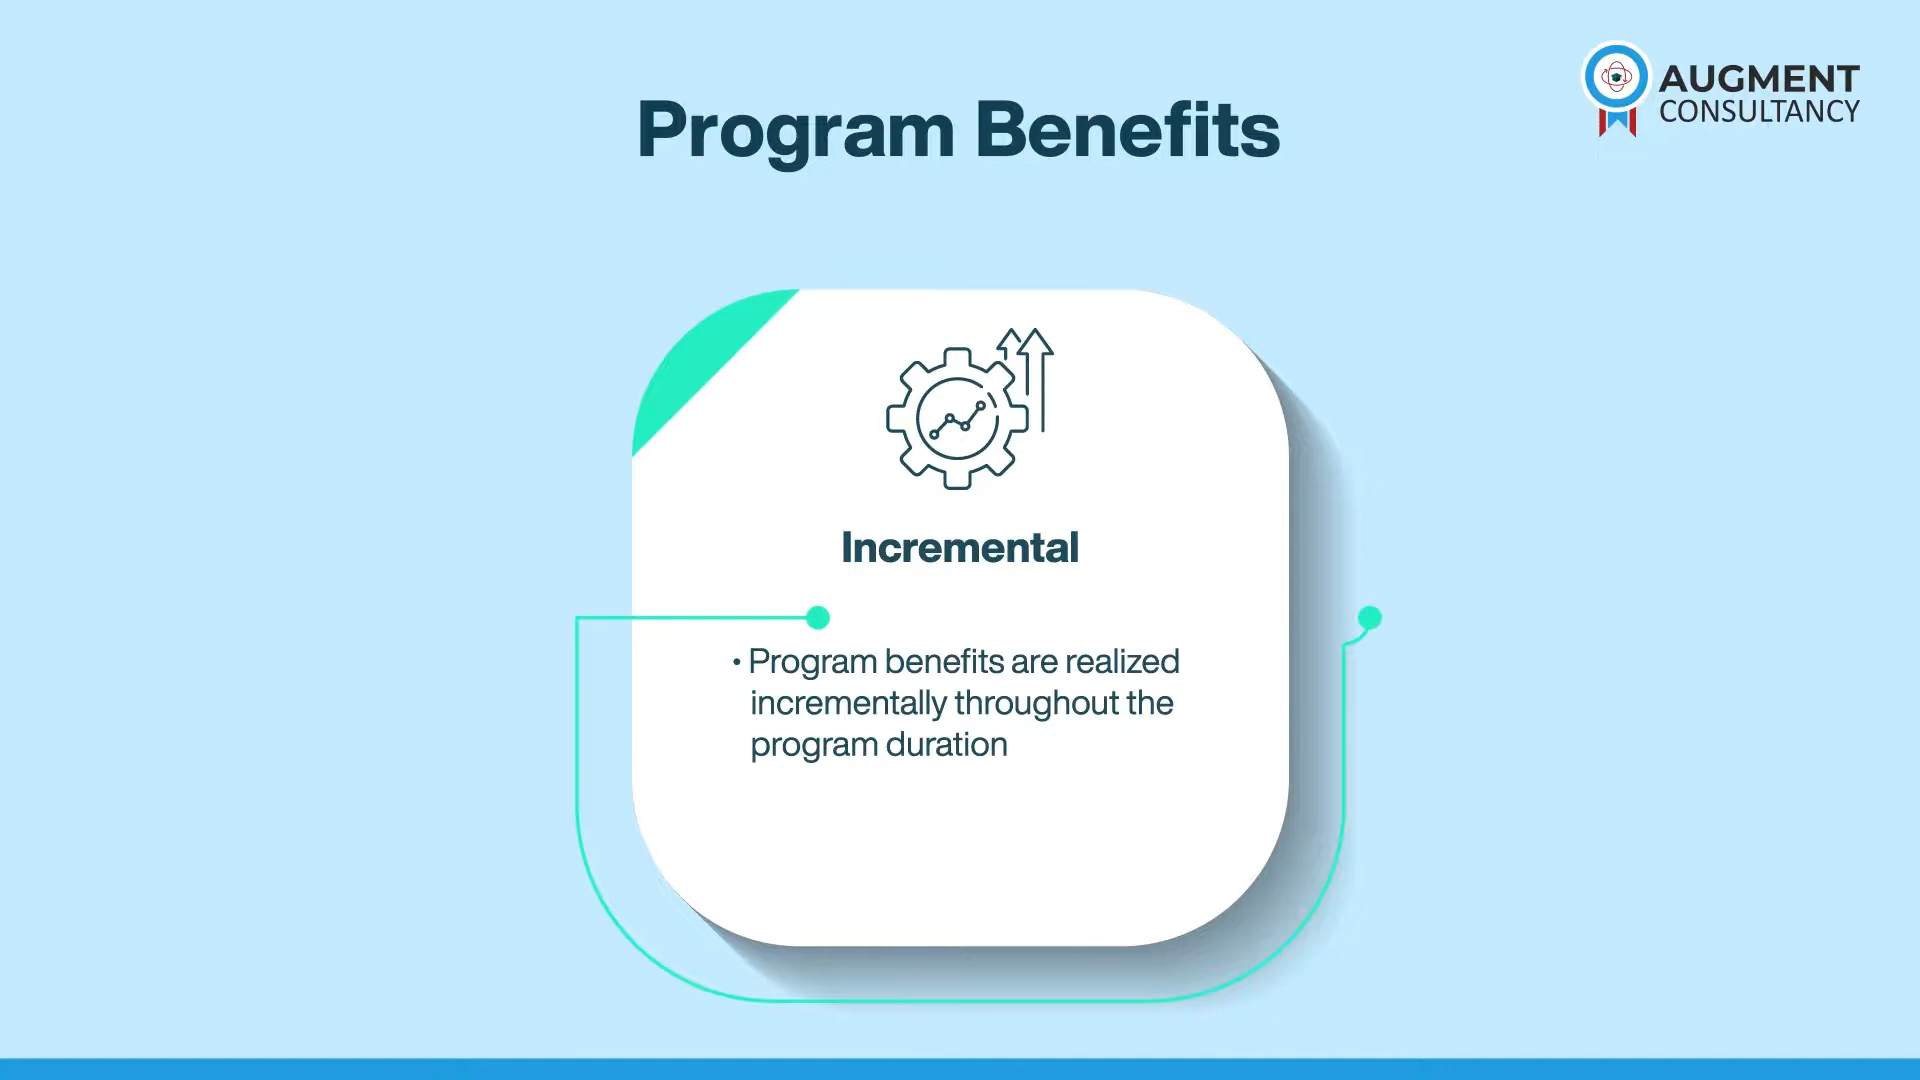 AUGMENT
CONSULTANCY
Program Benefits
Incremental
• Program benefits are realized
incrementally throughout the
program duration